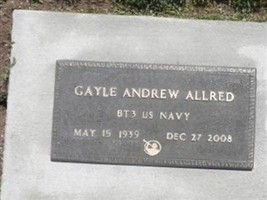 GAYLE ANDREW ALLRED
BT3 US NAVY
MAY 15 1939 DEC 27 2008